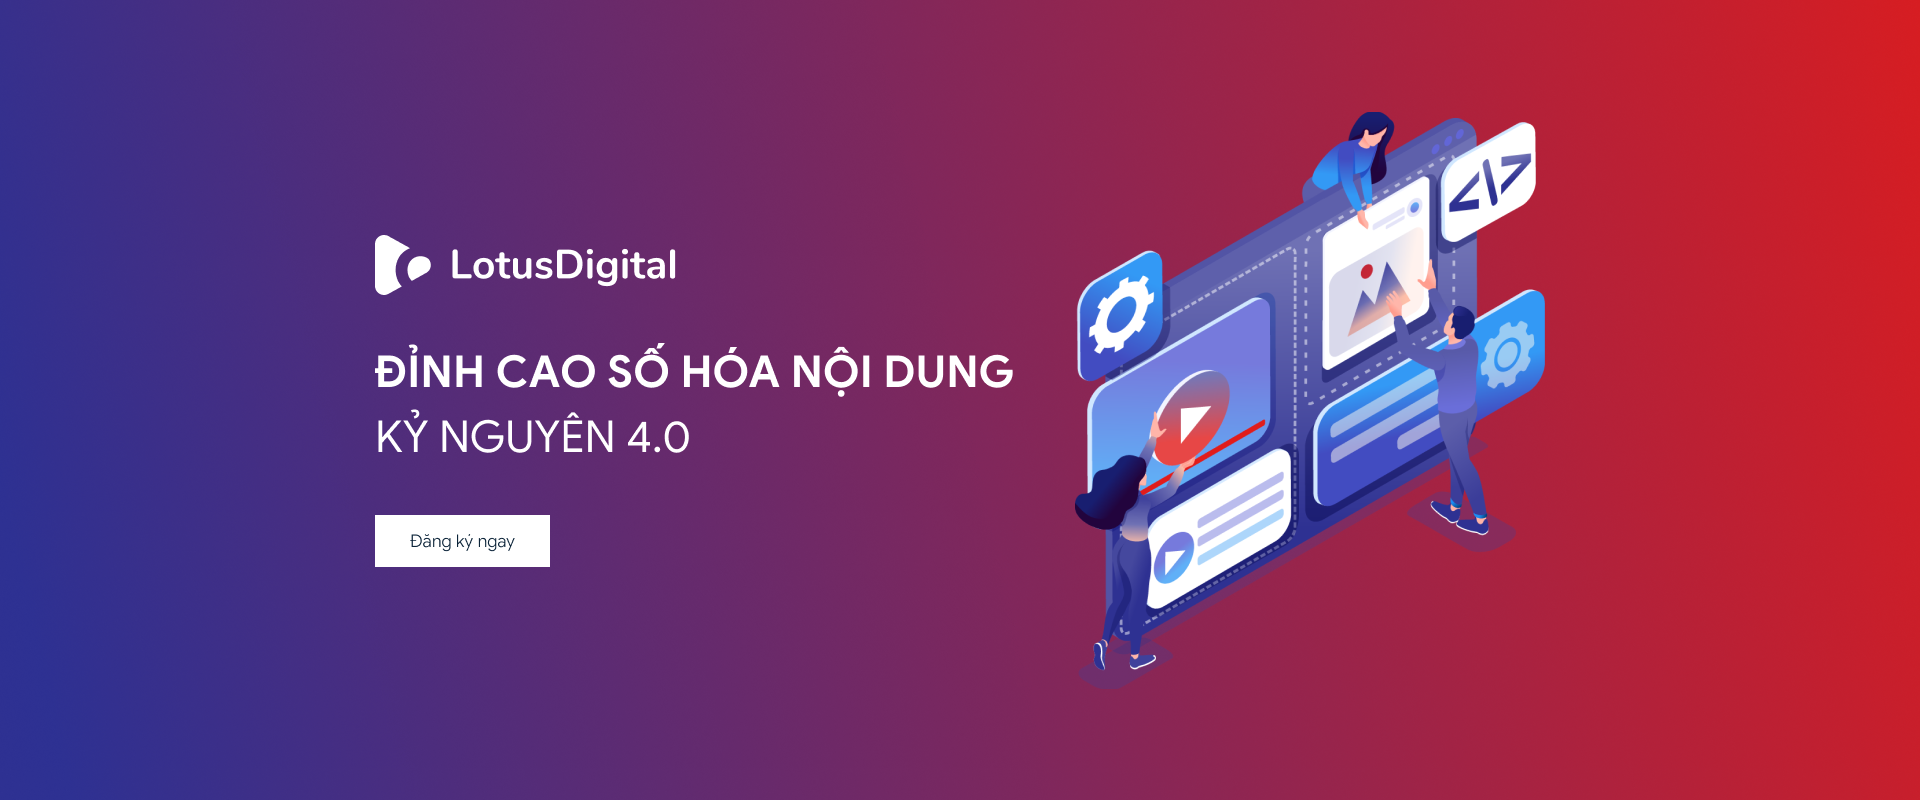 LotusDigital
ĐỈNH CAO SỐ HÓA NỘI DUNG
KỶ NGUYÊN 4.0
Đăng ký ngay